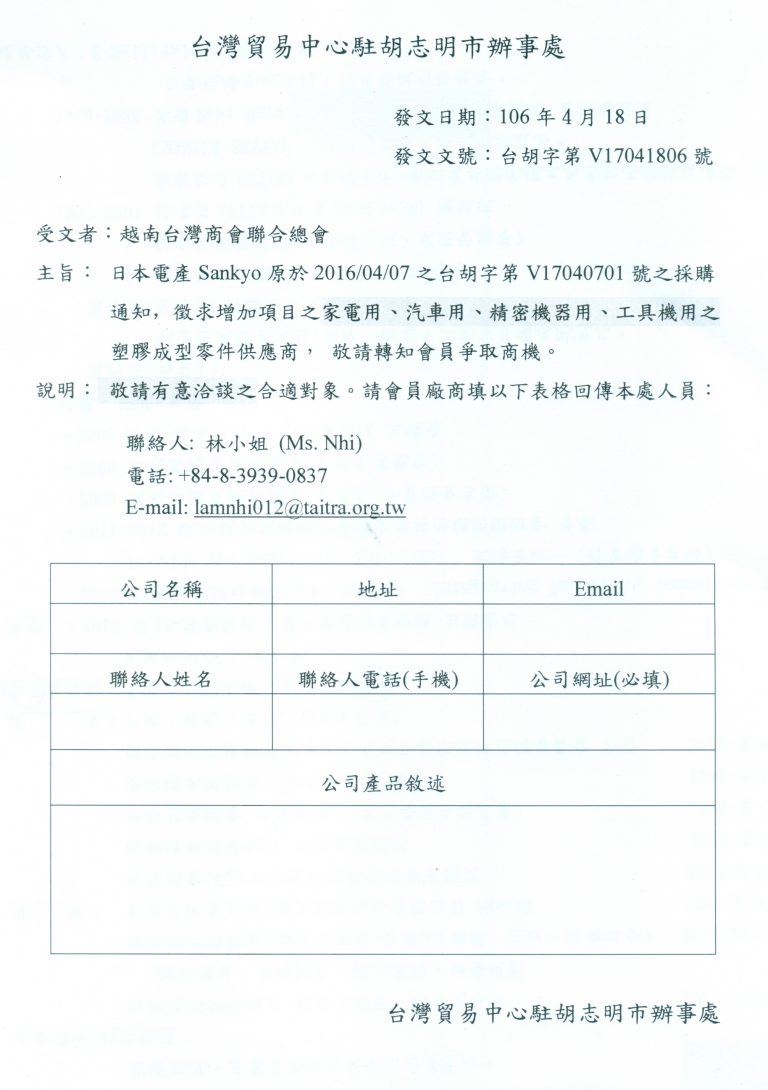 台灣貿易中心駐胡志明市辦事處
發文日期：106 年 4 月 18 日
發文文號：台胡字第 V17041806 號
受文者：越南台灣商會聯合總會
主旨： 日本電產 Sankyo 原於 2016/04/07 之台胡字第 V17040701 號之採購
通知，徵求增加項目之家電用、汽車用、精密機器用、工具機用之
塑膠成型零件供應商， 敬請轉知會員爭取商機。
說明： 敬請有意洽談之合適對象。請會員廠商填以下表格回傳本處人員：
聯絡人: 林小姐 (Ms. Nhi)
電話: +84-8-3939-0837
E-mail: lamnhi012@taitra.org.tw
公司名稱 地址 Email
聯絡人姓名 聯絡人電話(手機) 公司網址(必填)
公司產品敘述
台灣貿易中心駐胡志明市辦事處